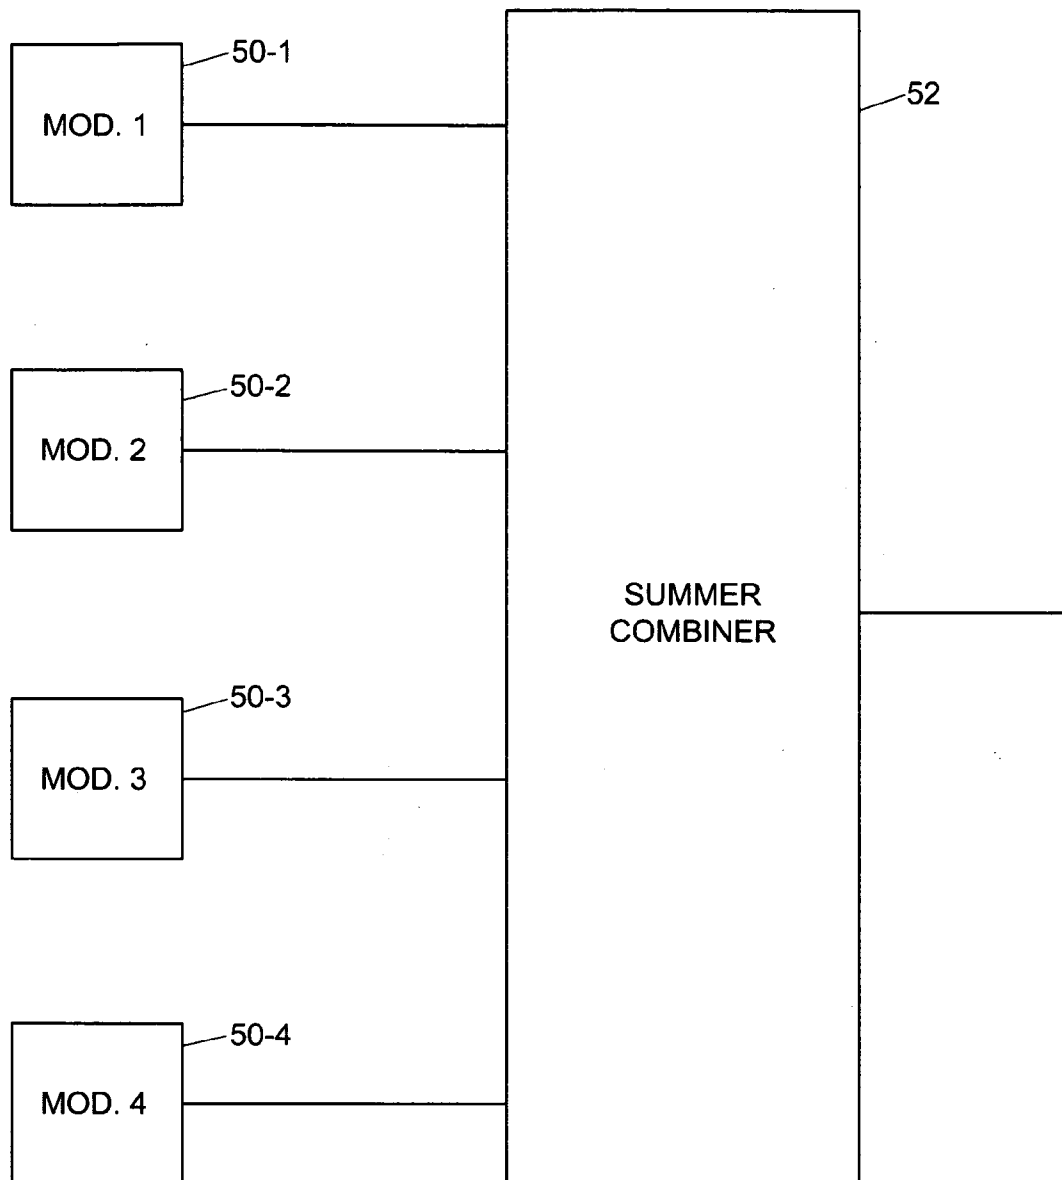 50-1
MOD. 1
52
50-2
MOD. 2
SUMMER
COMBINER
50-3
MOD. 3
50-4
MOD. 4